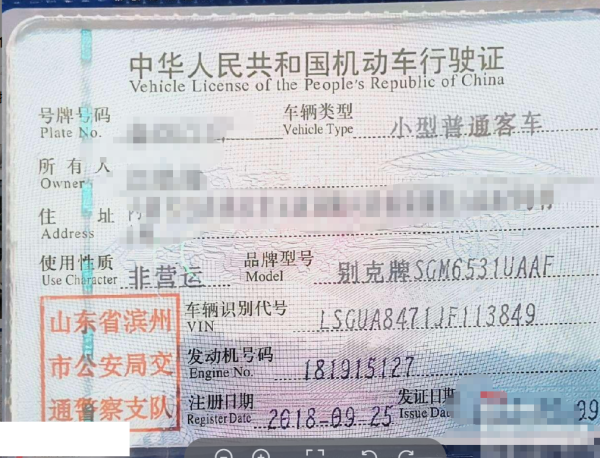 中华人民共和国机动车行驶证
Vehicle License of the People's Republic of China
号牌号码
Plate No.
车辆类型
Vehicle Type
小型普通客车
所有人
Owner
住址
Address
使用性质
Use Character
非营运
品牌型号
Model
别克牌SGM6531UAAF
山东省滨州
市公安局交
通警察支队
车辆识别代号
VIN
LSGUA8471JF113849
发动机号码
Engine No.
181915127
注册日期
Register Date
2018-09-25
发证日期
Issue Date
09